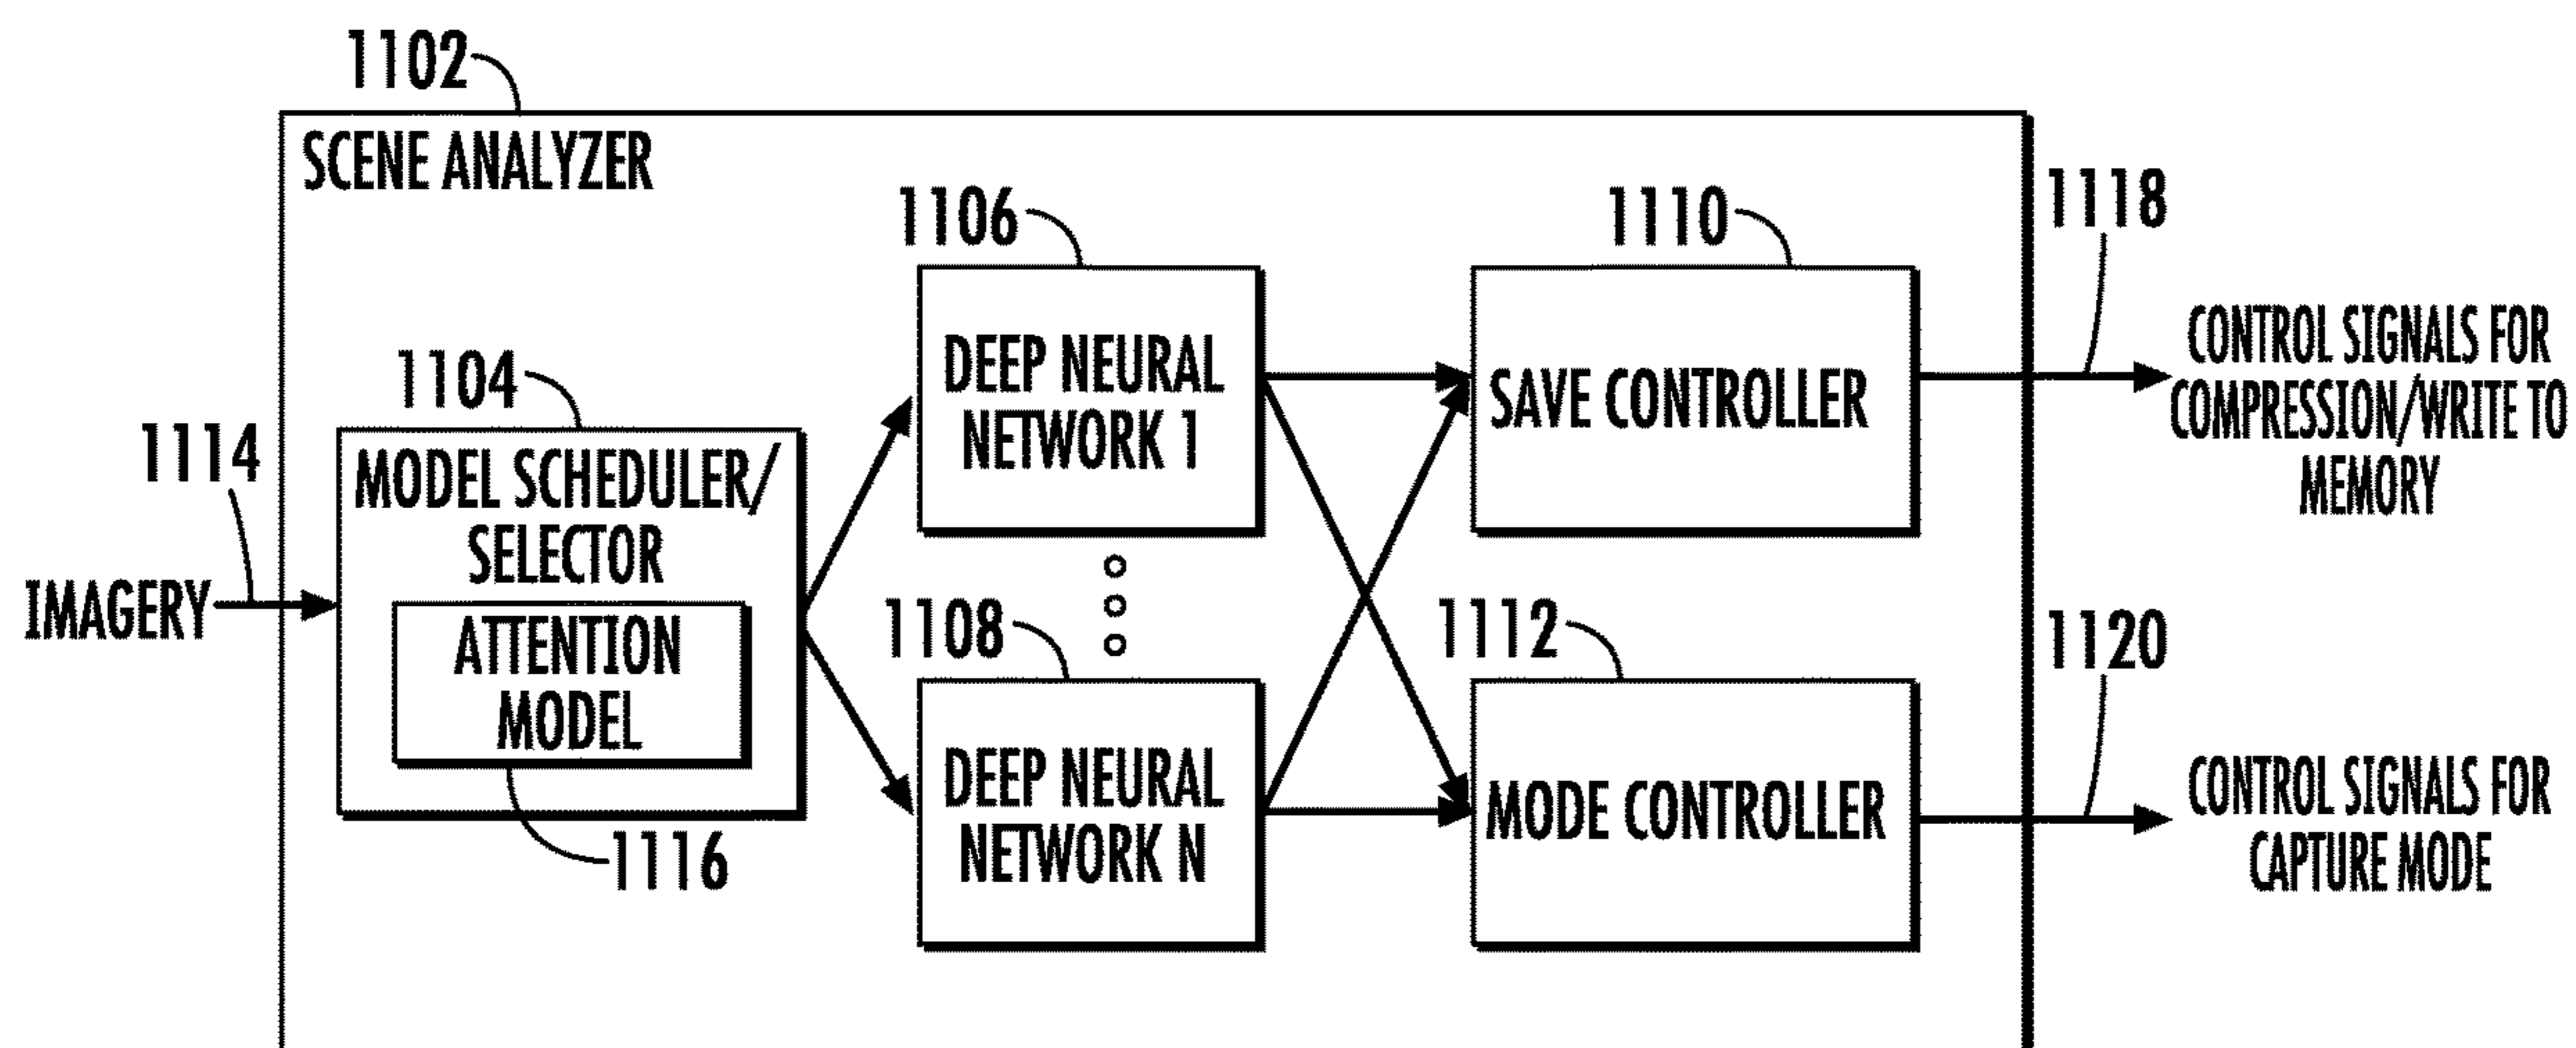 1102
SCENE ANALYZER
1106
1110
1118
CONTROL SIGNALS FOR
COMPRESSION/WRITE TO
MEMORY
1104
DEEP NEURAL
NETWORK 1
SAVE CONTROLLER
1114
MODEL SCHEDULER/
SELECTOR
IMAGERY
ATTENTION
MODEL
1116
1108
1112
1120
DEEP NEURAL
NETWORK N
MODE CONTROLLER
CONTROL SIGNALS FOR
CAPTURE MODE